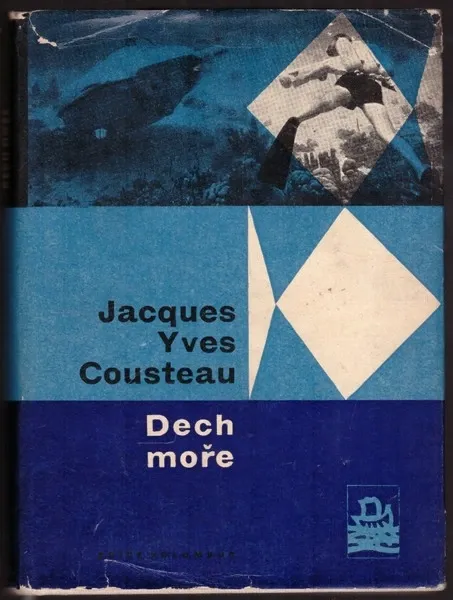 Jacques
Yves
Cousteau
Dech
moře